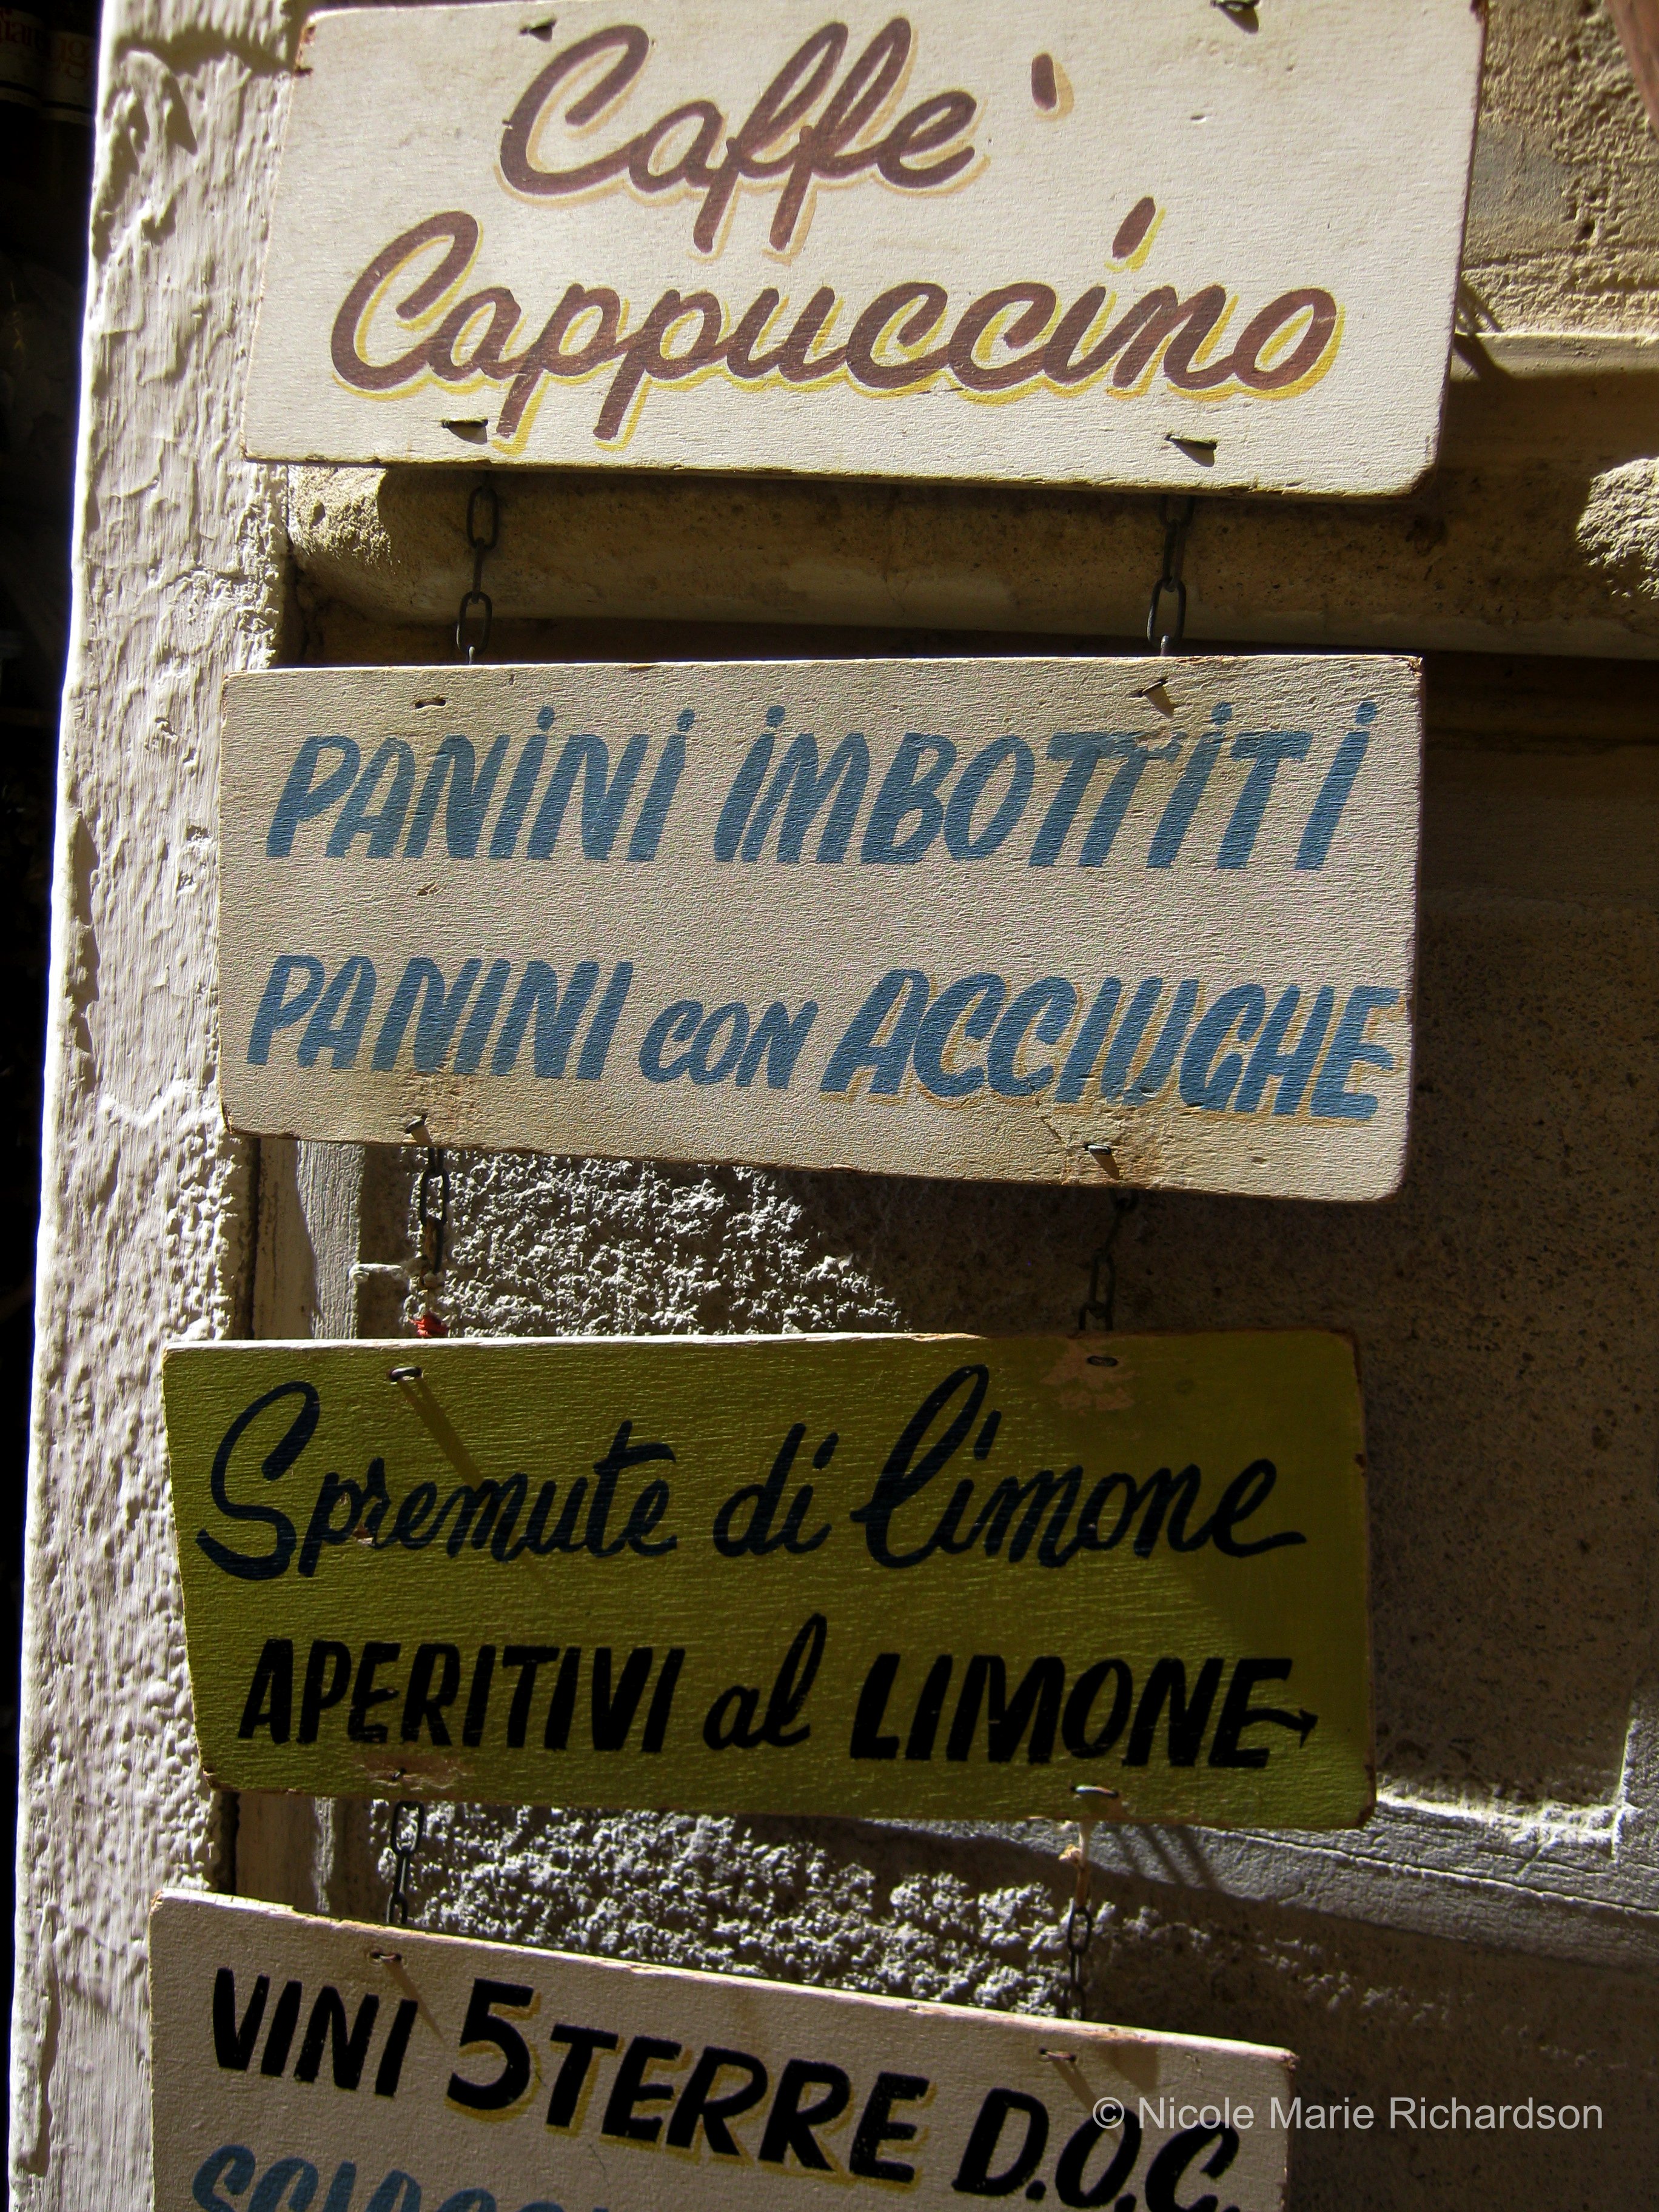 Caffe'
Cappuccino
PANINI IMBOTTITI
PANINI CON ACCIUGHE
Spremute di limone
APERITIVI al LIMONE
VINI 5TERRE D.O.C.
© Nicole Marie Richardson